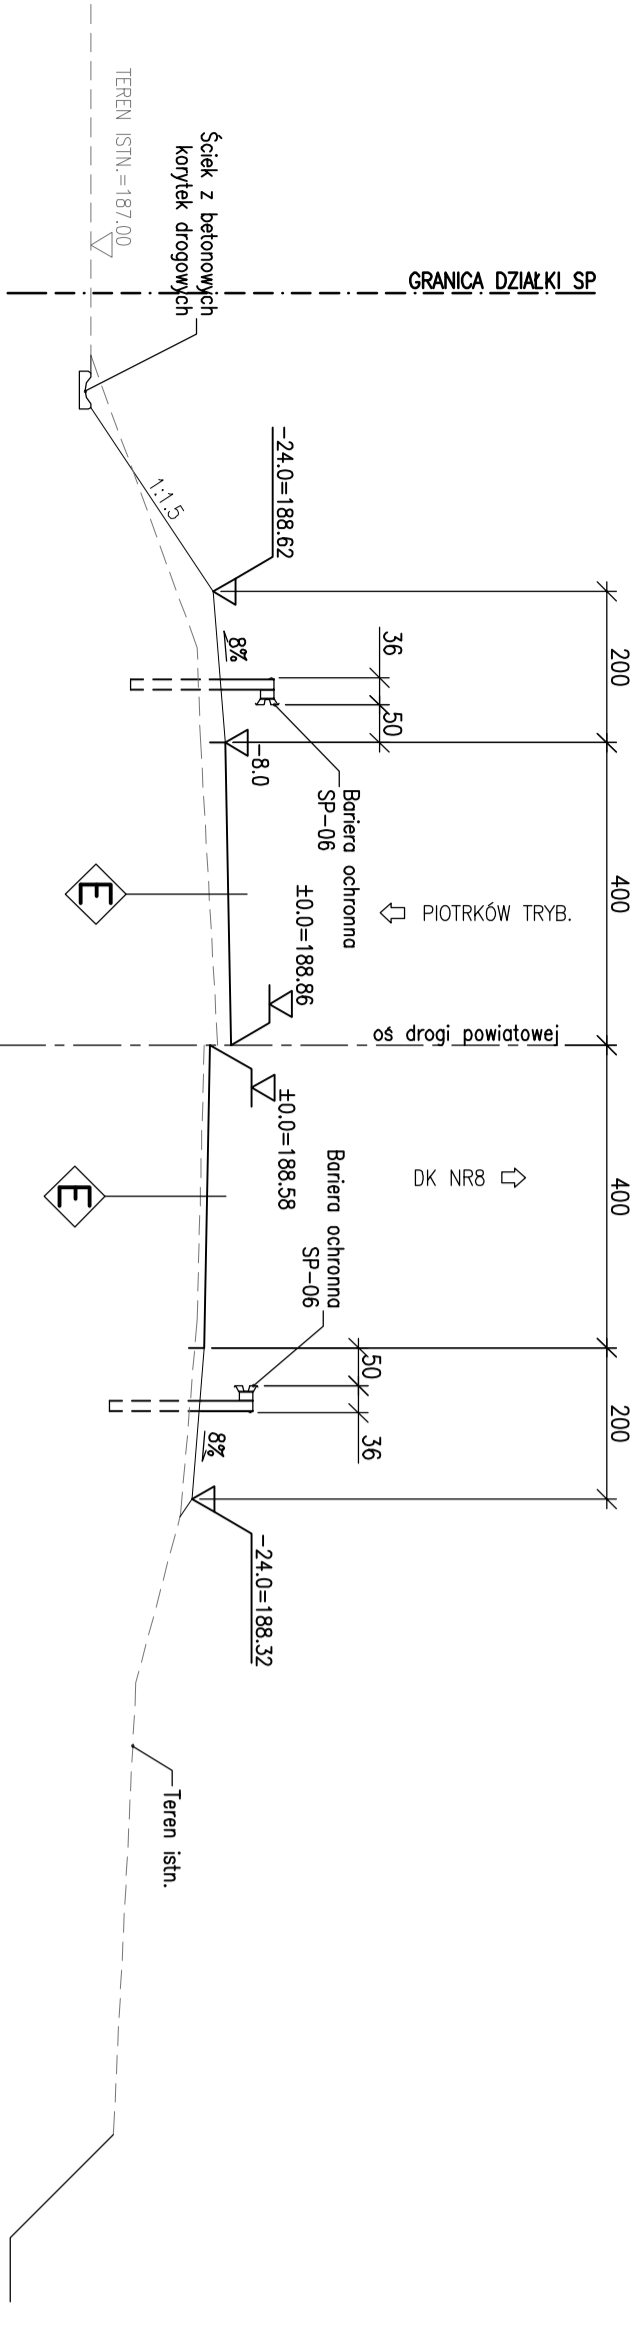 TEREN ISTN.=187.00
Ściek z betonowych
korytek drogowych
GRANICA DZIAŁKI SP
1:1.5
-24.0=188.62
200
8%
36
50
-8.0
Bariera ochronna
SP-06
400
E
PIOTRKÓW TRYB.
±0.0=188.86
oś drogi powiatowej
±0.0=188.58
400
DK NR8
E
Bariera ochronna
SP-06
50
36
200
8%
-24.0=188.32
Teren istn.